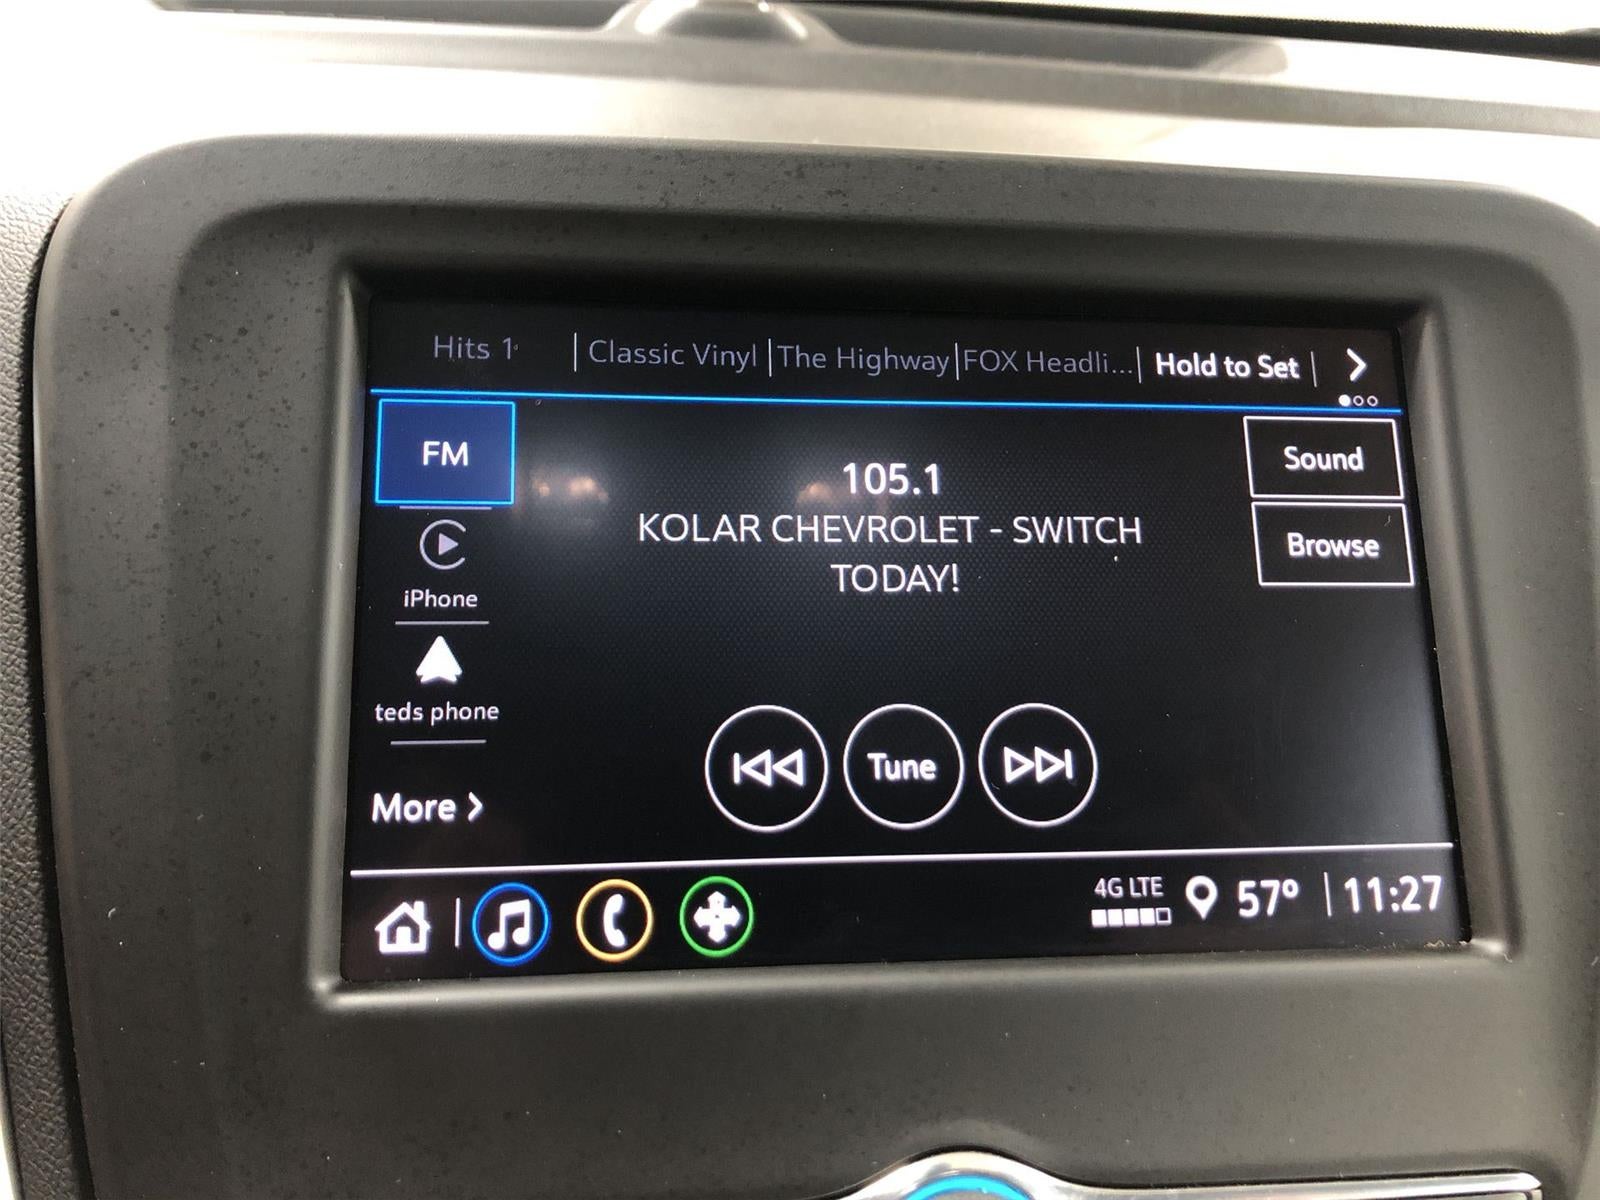 Hits 1
Classic Vinyl
The Highway
FOX Headli...
Hold to Set
FM
105.1
KOLAR CHEVROLET - SWITCH
TODAY!
Sound
Browse
iPhone
teds phone
More
Tune
4G LTE
57°
11:27